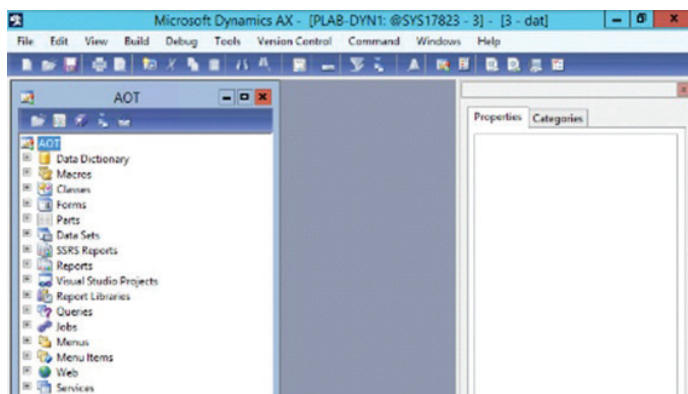 Microsoft Dynamics AX - [PLAB-DYN1: @SYS17823 - 3] - [3 - dat]
File Edit View Build Debug Tools Version Control Command Windows Help
AOT
Properties Categories
AOT
Data Dictionary
Macros
Classes
Forms
Parts
Data Sets
SSRS Reports
Reports
Visual Studio Projects
Report Libraries
Queries
Jobs
Menus
Menu Items
Web
Services